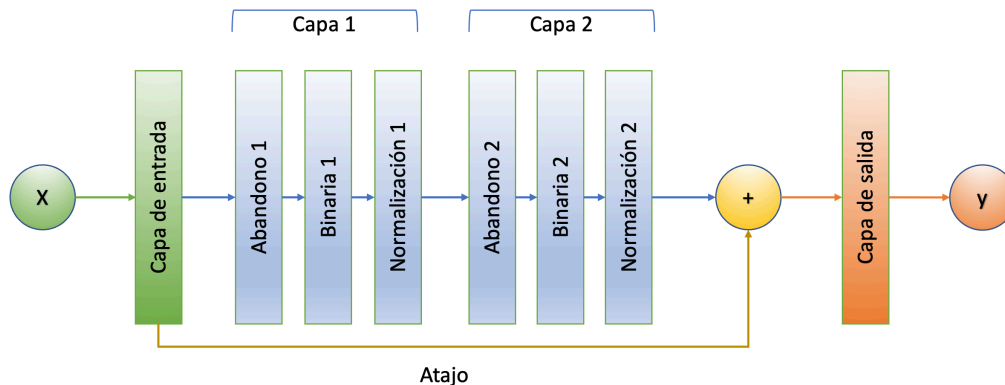 Capa 1
Capa 2
X
Capa de entrada
Abandono 1
Binaria 1
Normalización 1
Abandono 2
Binaria 2
Normalización 2
+
Capa de salida
y
Atajo